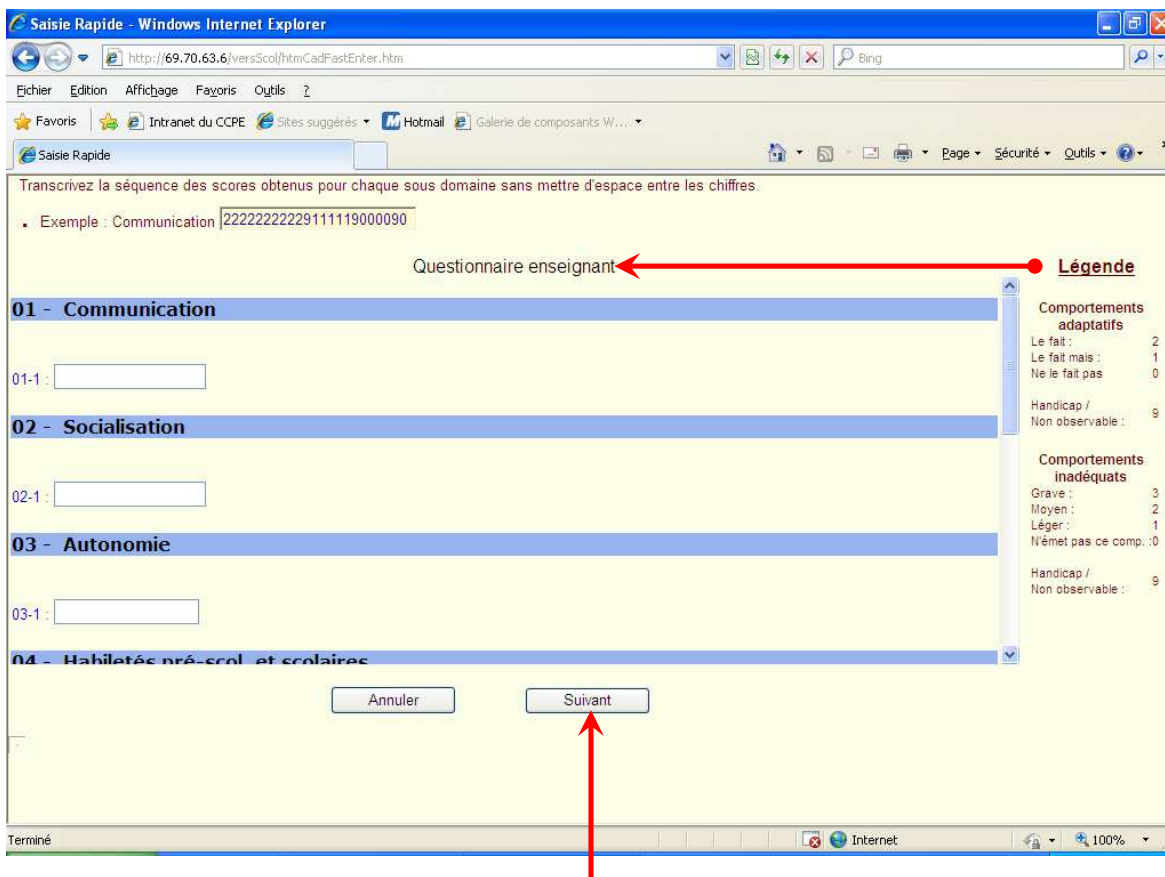 Saisie Rapide - Windows Internet Explorer
http://69.70.63.6/versScol/htmCadFastEnter.htm
Bing
Fichier Edition Affichage Favoris Outils ?
Favoris Intranet du CCPE Sites suggérés Hotmail Galerie de composants W...
Saisie Rapide
Page Sécurité Outils
Transcrivez la séquence des scores obtenus pour chaque sous domaine sans mettre d'espace entre les chiffres.
Exemple : Communication 22222222229111119000090
Questionnaire enseignant
Légende
01 - Communication
01-1 :
02 - Socialisation
02-1 :
03 - Autonomie
03-1 :
04 - Habiletés pré-scol. et scolaires
Comportements
adaptatifs
Le fait : 2
Le fait mais : 1
Ne le fait pas 0
Handicap /
Non observable : 9
Comportements
inadéquats
Grave : 3
Moyen : 2
Léger : 1
N'émet pas ce comp. :0
Handicap /
Non observable : 9
Annuler Suivant
Terminé Internet 100%